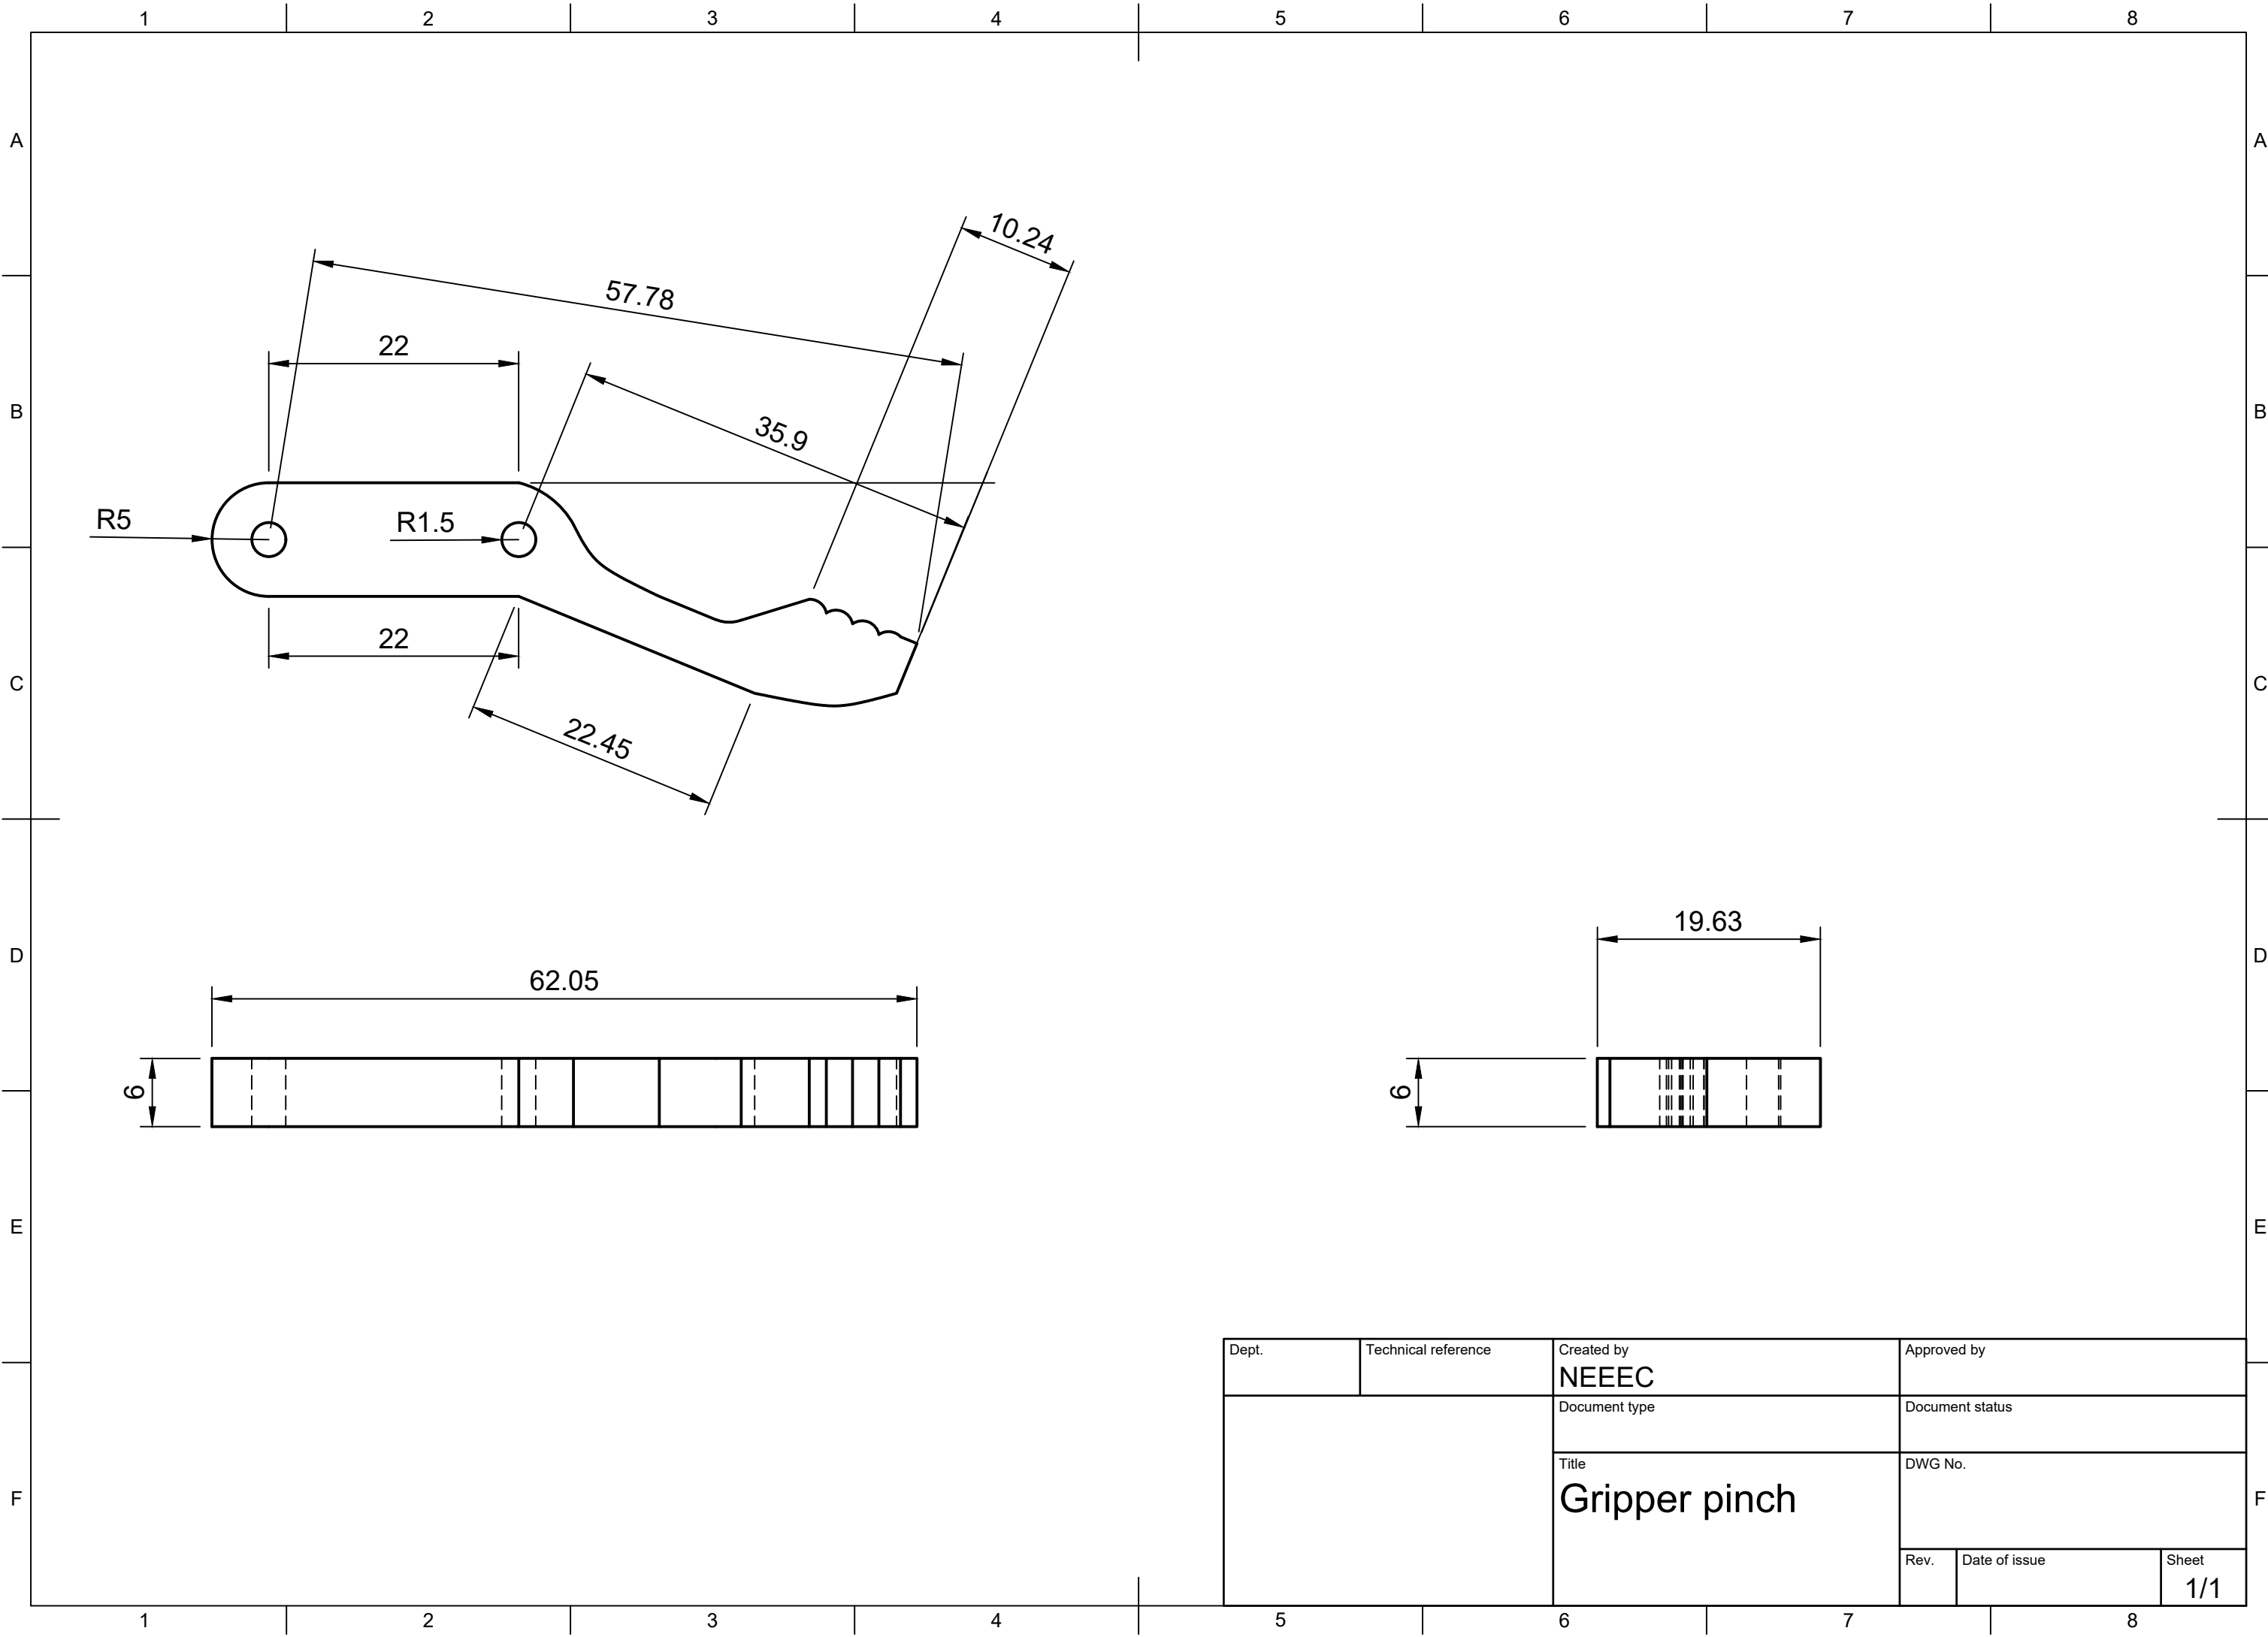 1 2 3 4 5 6 7 8
A A
10.24
57.78
22
B B
35.9
R5
R1.5
22
C C
22.45
19.63
D D
62.05
6
6
E E
Dept.
Technical reference
Created by
NEEEC
Approved by
Document type
Document status
Title
Gripper pinch
DWG No.
F F
Rev.
Date of issue
Sheet
1/1
1 2 3 4 5 6 7 8